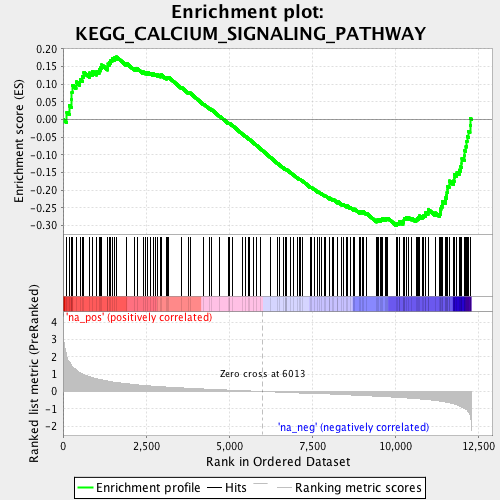 Enrichment plot:
KEGG_CALCIUM_SIGNALING_PATHWAY
Enrichment score (ES)
0.20
0.15
0.10
0.05
0.00
-0.05
-0.10
-0.15
-0.20
-0.25
-0.30
Ranked list metric (PreRanked)
'na_pos' (positively correlated)
4
3
2
1
0
-1
-2
Zero cross at 6013
'na_neg' (negatively correlated)
0
2,500
5,000
7,500
10,000
12,500
Rank in Ordered Dataset
Enrichment profile
Hits
Ranking metric scores